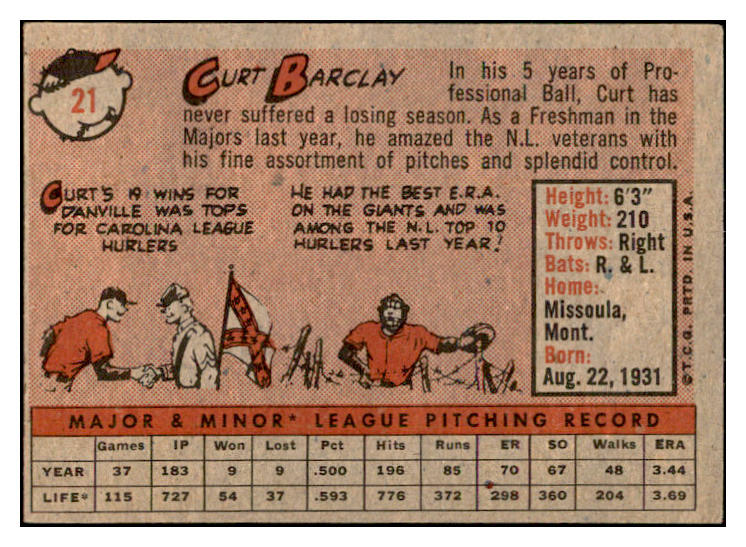 21
CURT BARCLAY
In his 5 years of Pro-
fessional Ball, Curt has
never suffered a losing season. As a Freshman in the
Majors last year, he amazed the N.L. veterans with
his fine assortment of pitches and splendid control.
CURT'S 19 WINS FOR
DANVILLE WAS TOPS
FOR CAROLINA LEAGUE
HURLERS
HE HAD THE BEST E.R.A.
ON THE GIANTS AND WAS
AMONG THE N.L. TOP 10
HURLERS LAST YEAR!
Height: 6'3"
Weight: 210
Throws: Right
Bats: R. & L.
Home:
Missoula,
Mont.
Born:
Aug. 22, 1931
©T.C.G. PRTD. IN U.S.A.
MAJOR & MINOR* LEAGUE PITCHING RECORD
Games IP Won Lost Pct Hits Runs ER SO Walks ERA
YEAR 37 183 9 9 .500 196 85 70 67 48 3.44
LIFE* 115 727 54 37 .593 776 372 298 360 204 3.69